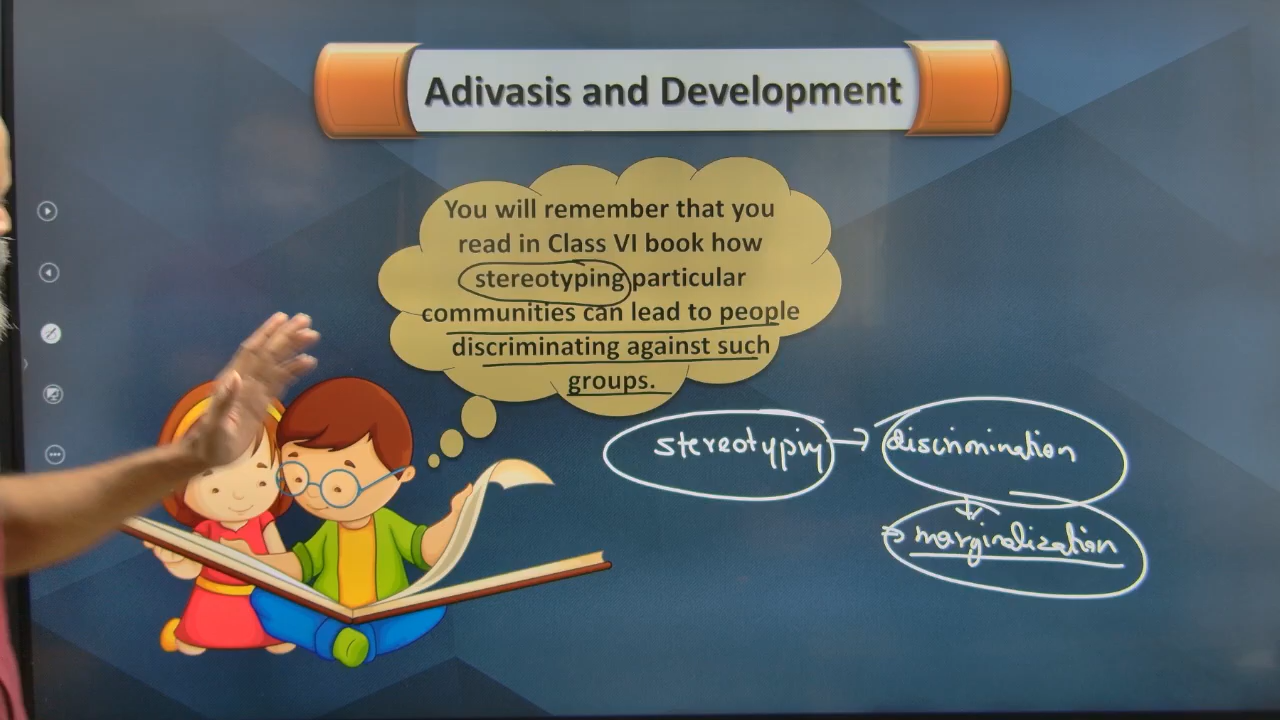 Adivasis and Development
You will remember that you
read in Class VI book how
stereotyping particular
communities can lead to people
discriminating against such
groups.
stereotyping → discrimination
→ marginalization